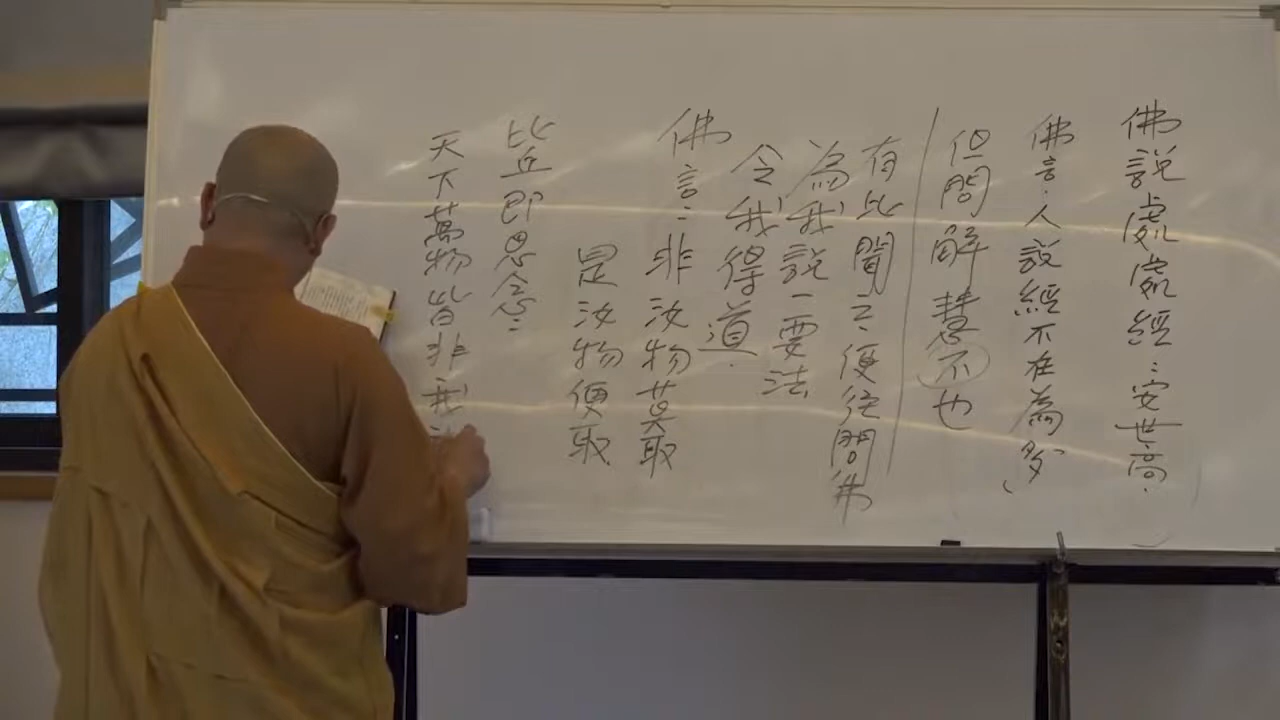 佛說處處經：安世高.
佛言.人說經不在為多，
但問解慧不也
有比聞之、便往問佛
為我說一要法
令我得道.
佛言：非汝物莫取
是汝物便取
比丘即思念：
天下萬物皆非我